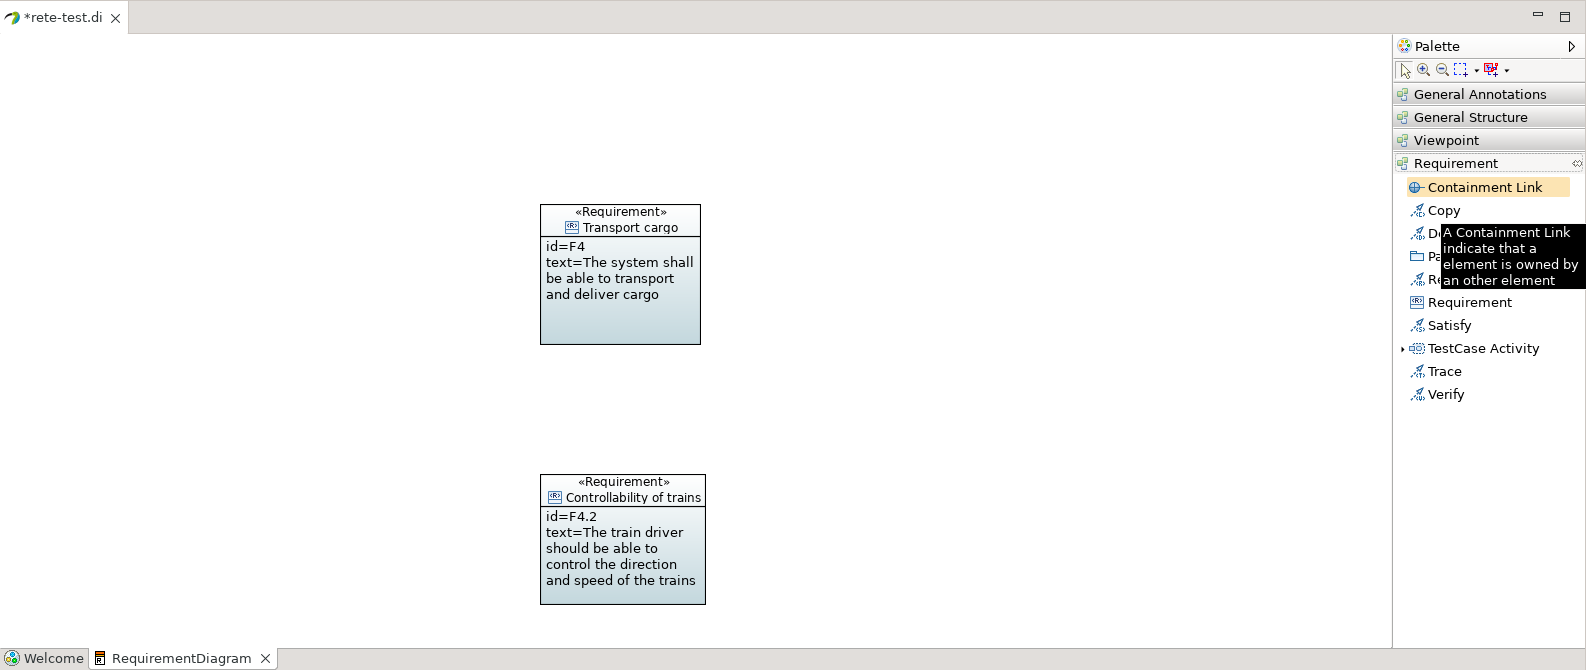 *rete-test.di
Palette
General Annotations
General Structure
Viewpoint
Requirement
Containment Link
Copy
A Containment Link
indicate that a
element is owned by
an other element
Requirement
Satisfy
TestCase Activity
Trace
Verify
«Requirement»
Transport cargo
id=F4
text=The system shall
be able to transport
and deliver cargo
«Requirement»
Controllability of trains
id=F4.2
text=The train driver
should be able to
control the direction
and speed of the trains
Welcome
RequirementDiagram